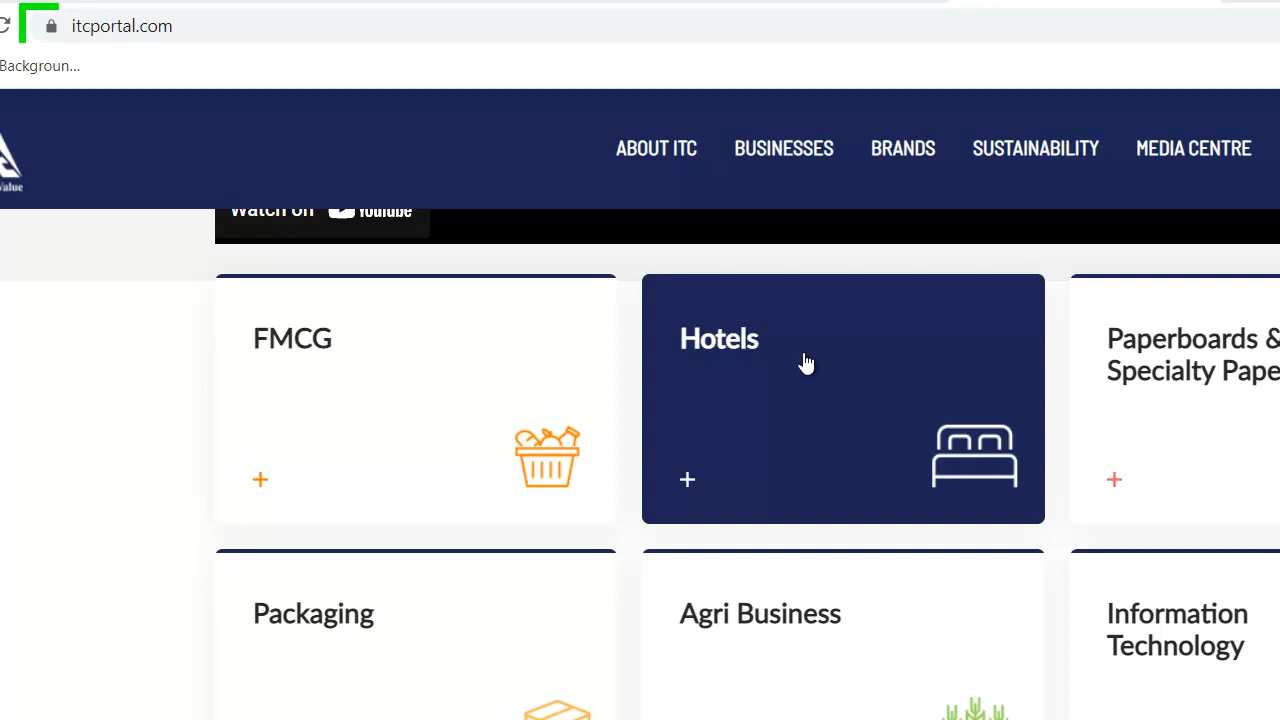 itcportal.com
Backgroun...
ABOUT ITC BUSINESSES BRANDS SUSTAINABILITY MEDIA CENTRE
Value
Watch on YouTube
FMCG
Hotels
Paperboards &
Specialty Pape
+ + +
Packaging
Agri Business
Information
Technology